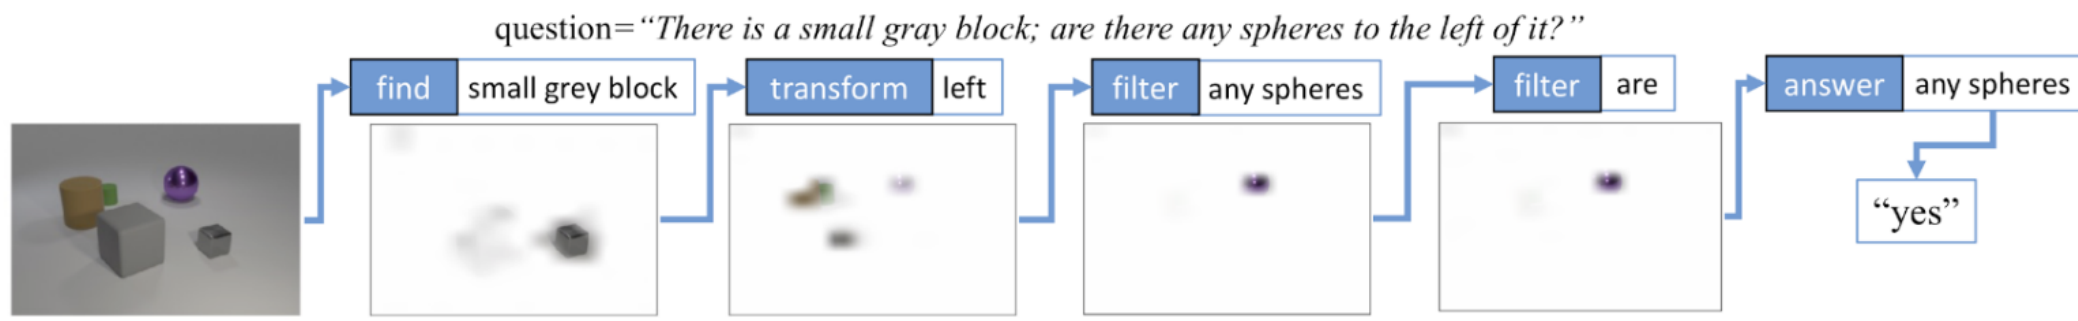 question=“There is a small gray block; are there any spheres to the left of it?”
find small grey block transform left filter any spheres filter are answer any spheres
“yes”